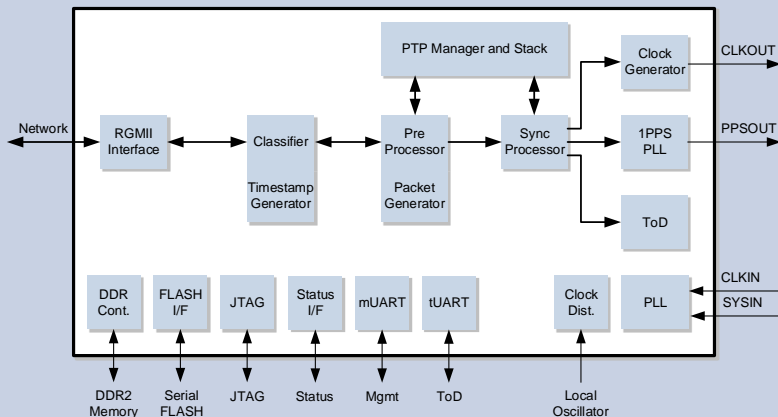 PTP Manager and Stack
Clock
Generator
CLKOUT
Network
RGMII
Interface
Classifier
Timestamp
Generator
Pre
Processor
Packet
Generator
Sync
Processor
1PPS
PLL
PPSOUT
ToD
DDR
Cont.
FLASH
I/F
JTAG
Status
I/F
mUART
tUART
Clock
Dist.
PLL
CLKIN
SYSIN
DDR2
Memory
Serial
FLASH
JTAG
Status
Mgmt
ToD
Local
Oscillator